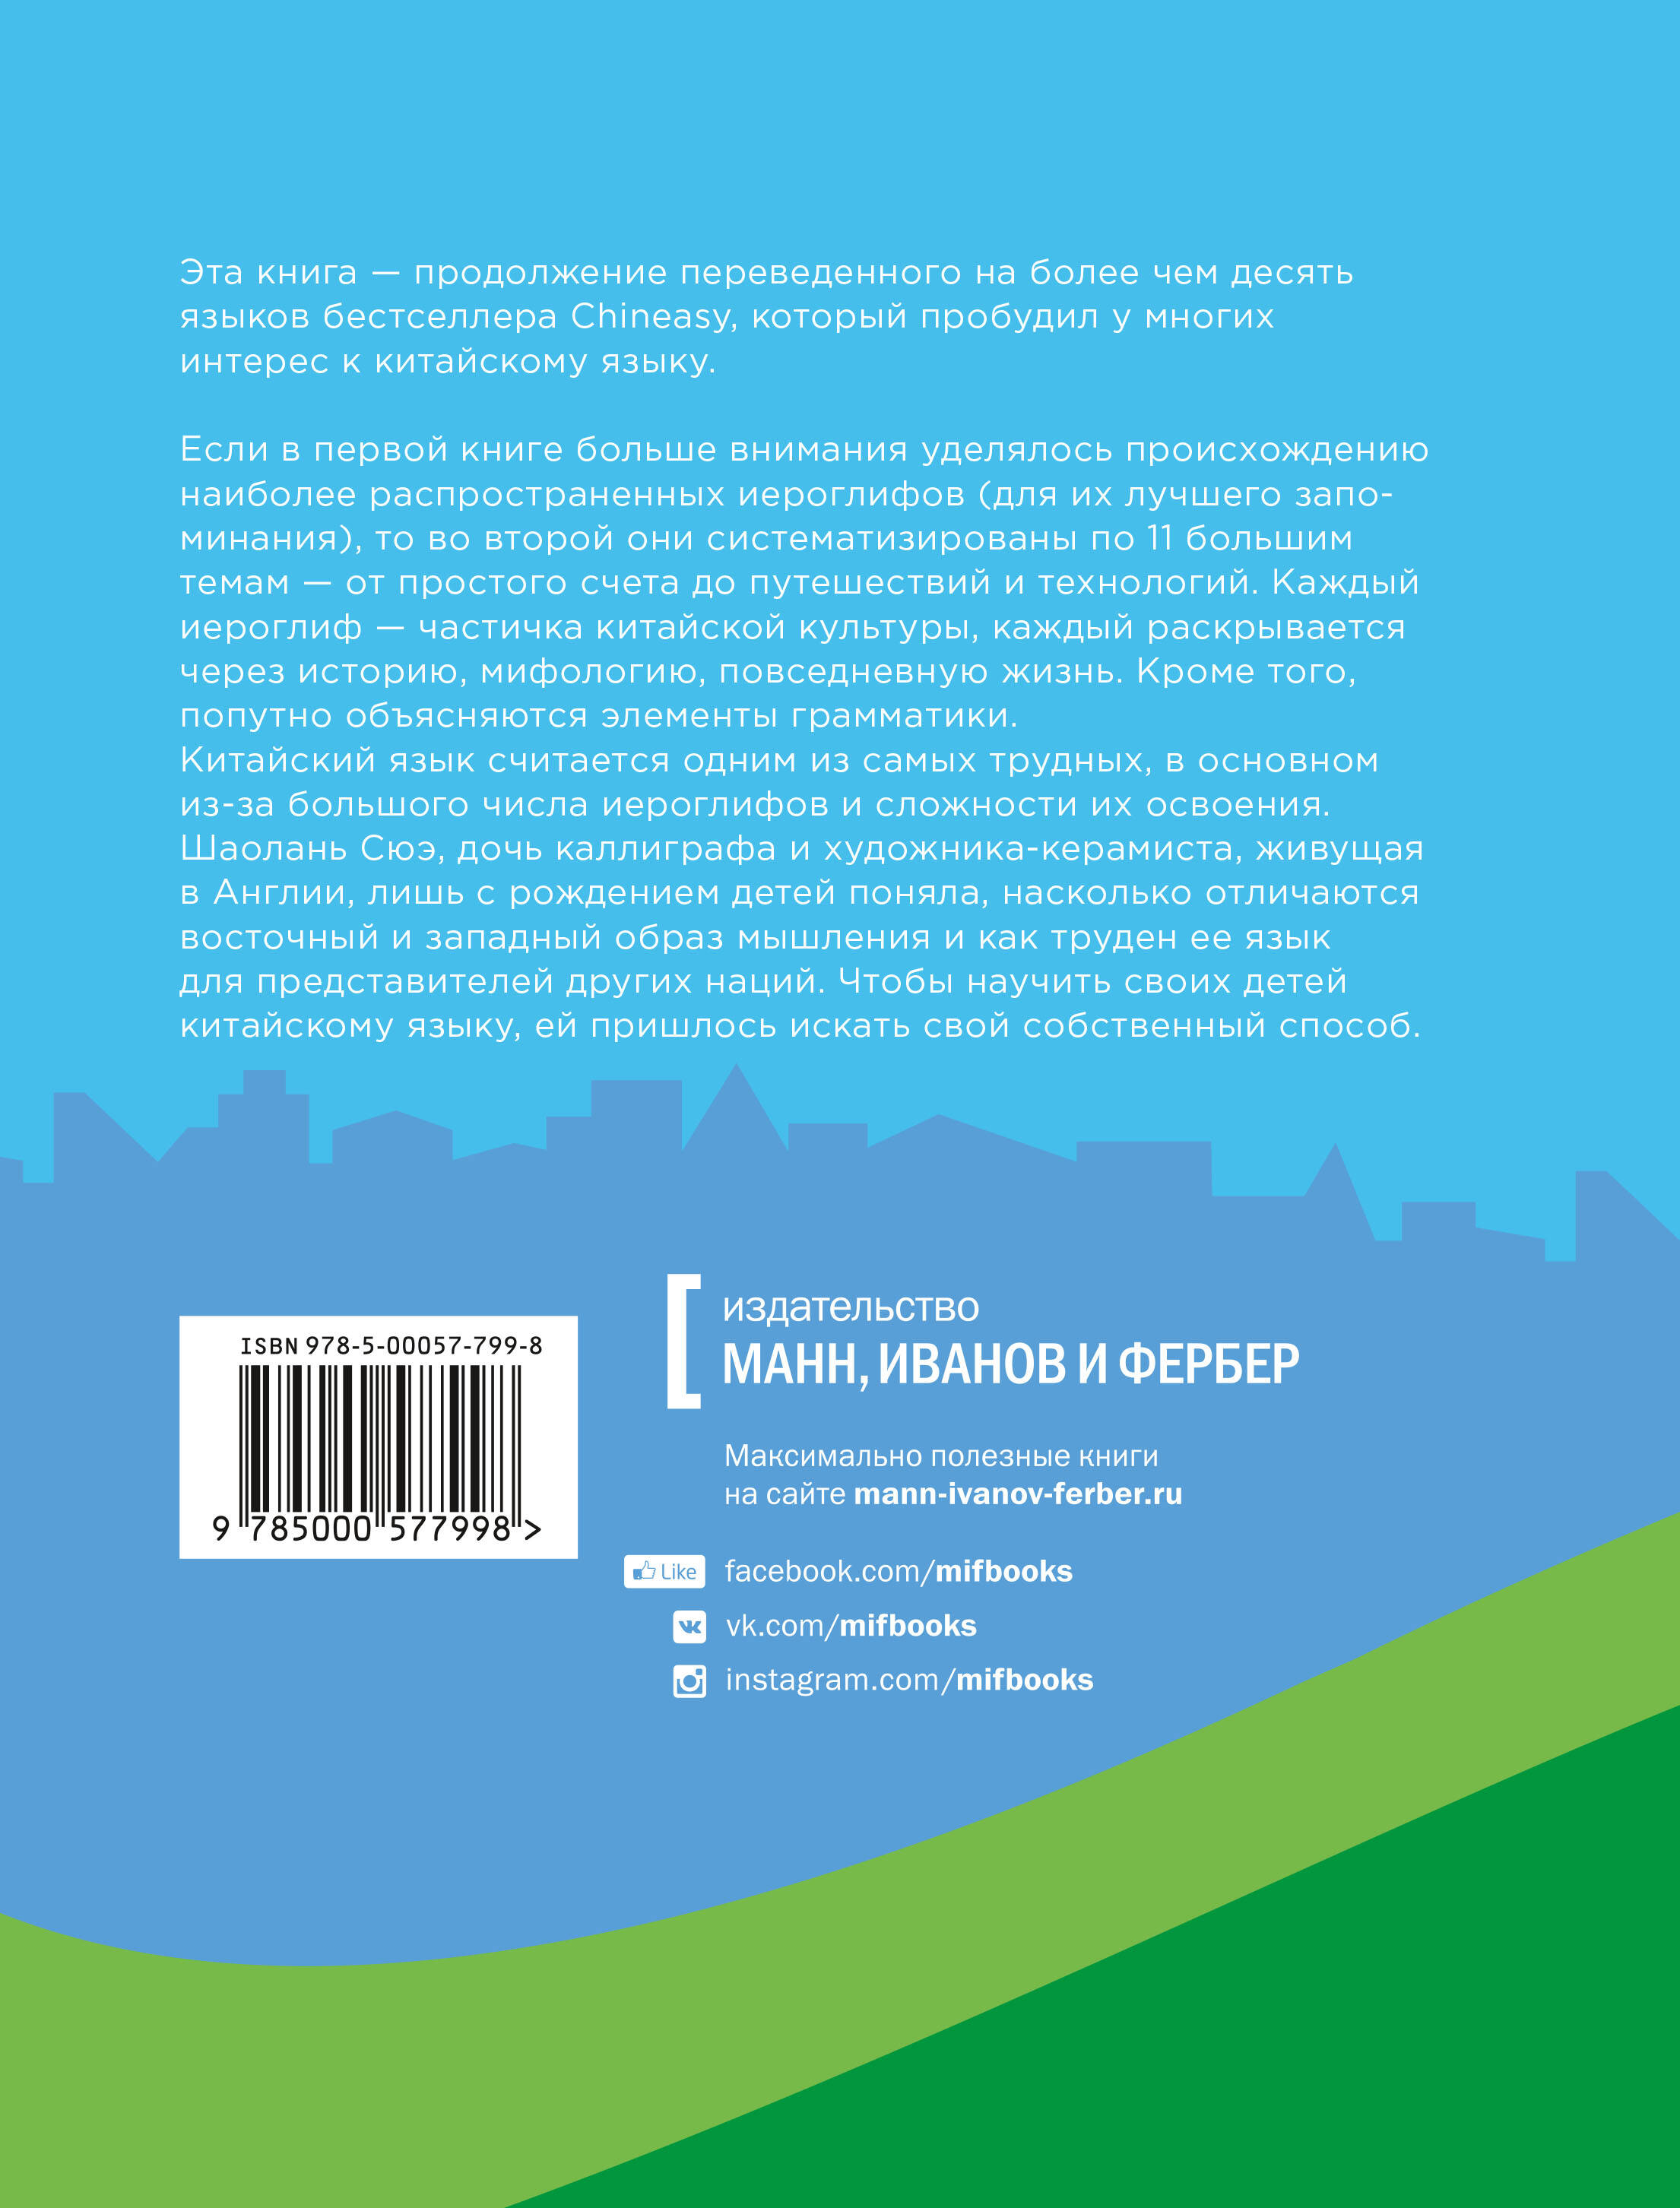 Эта книга — продолжение переведенного на более чем десять
языков бестселлера Chineasy, который пробудил у многих
интерес к китайскому языку.
Если в первой книге больше внимания уделялось происхождению
наиболее распространенных иероглифов (для их лучшего запо-
минания), то во второй они систематизированы по 11 большим
темам — от простого счета до путешествий и технологий. Каждый
иероглиф — частичка китайской культуры, каждый раскрывается
через историю, мифологию, повседневную жизнь. Кроме того,
попутно объясняются элементы грамматики.
Китайский язык считается одним из самых трудных, в основном
из-за большого числа иероглифов и сложности их освоения.
Шаолань Сюэ, дочь каллиграфа и художника-керамиста, живущая
в Англии, лишь с рождением детей поняла, насколько отличаются
восточный и западный образ мышления и как труден ее язык
для представителей других наций. Чтобы научить своих детей
китайскому языку, ей пришлось искать свой собственный способ.
ISBN 978-5-00057-799-8
9 785000 577998 >
издательство
МАНН, ИВАНОВ И ФЕРБЕР
Максимально полезные книги
на сайте mann-ivanov-ferber.ru
Like facebook.com/mifbooks
vk.com/mifbooks
instagram.com/mifbooks